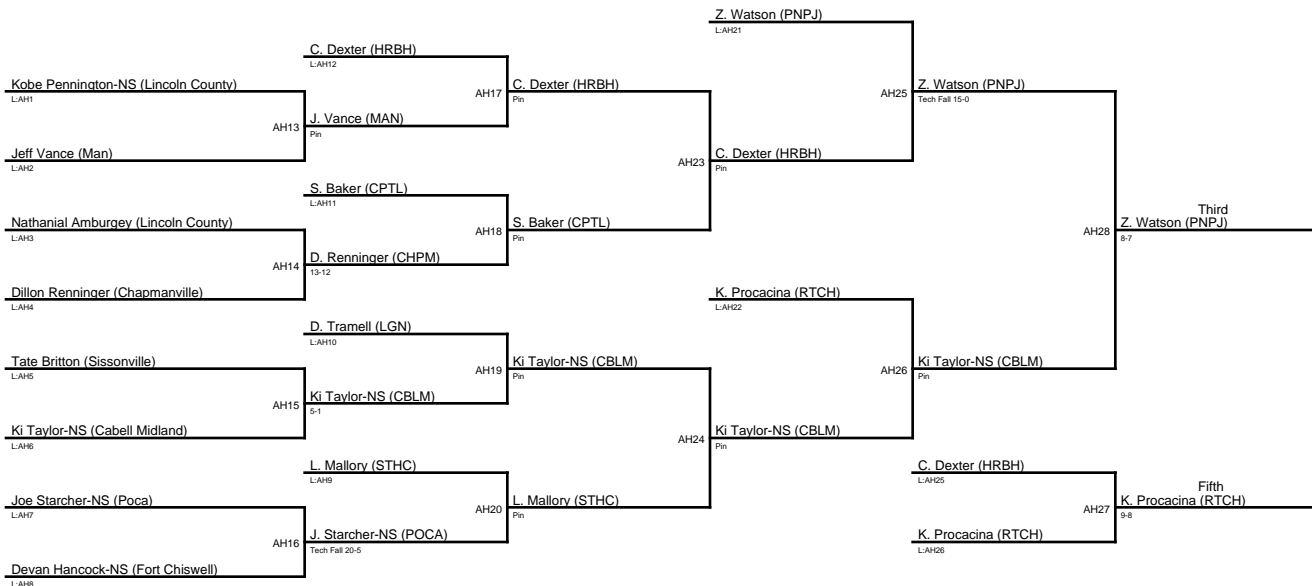 Z. Watson (PNPJ)
L:AH21
C. Dexter (HRBH)
L:AH12
Kobe Pennington-NS (Lincoln County)
L:AH1
AH17
C. Dexter (HRBH)
Pin
AH25
Z. Watson (PNPJ)
Tech Fall 15-0
AH13
J. Vance (MAN)
Pin
Jeff Vance (Man)
L:AH2
AH23
C. Dexter (HRBH)
Pin
S. Baker (CPTL)
L:AH11
Nathanial Amburgey (Lincoln County)
L:AH3
AH18
S. Baker (CPTL)
Pin
AH28
Third
Z. Watson (PNPJ)
8-7
AH14
D. Renninger (CHPM)
13-12
Dillon Renninger (Chapmanville)
L:AH4
K. Procacina (RTCH)
L:AH22
D. Tramell (LGN)
L:AH10
Tate Britton (Sissonville)
L:AH5
AH19
Ki Taylor-NS (CBLM)
Pin
AH26
Ki Taylor-NS (CBLM)
Pin
AH15
Ki Taylor-NS (CBLM)
5-1
Ki Taylor-NS (Cabell Midland)
L:AH6
AH24
Ki Taylor-NS (CBLM)
Pin
L. Mallory (STHC)
L:AH9
C. Dexter (HRBH)
L:AH25
Joe Starcher-NS (Poca)
L:AH7
AH20
L. Mallory (STHC)
Pin
AH27
Fifth
K. Procacina (RTCH)
9-8
AH16
J. Starcher-NS (POCA)
Tech Fall 20-5
K. Procacina (RTCH)
L:AH26
Devan Hancock-NS (Fort Chiswell)
L:AH8